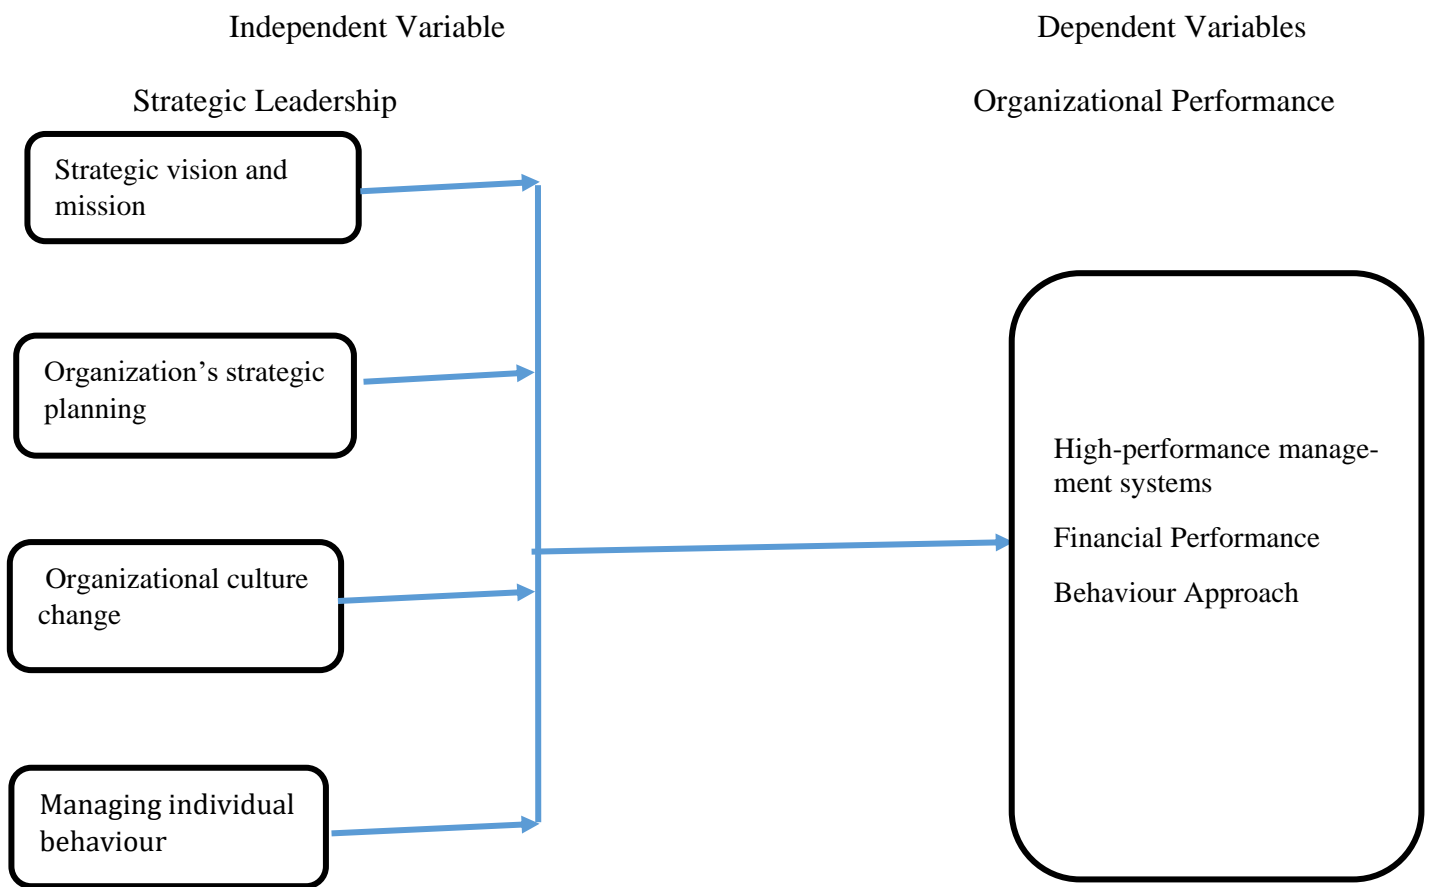 Independent Variable
Dependent Variables
Strategic Leadership
Organizational Performance
Strategic vision and
mission
Organization’s strategic
planning
Organizational culture
change
Managing individual
behaviour
High-performance manage-
ment systems
Financial Performance
Behaviour Approach